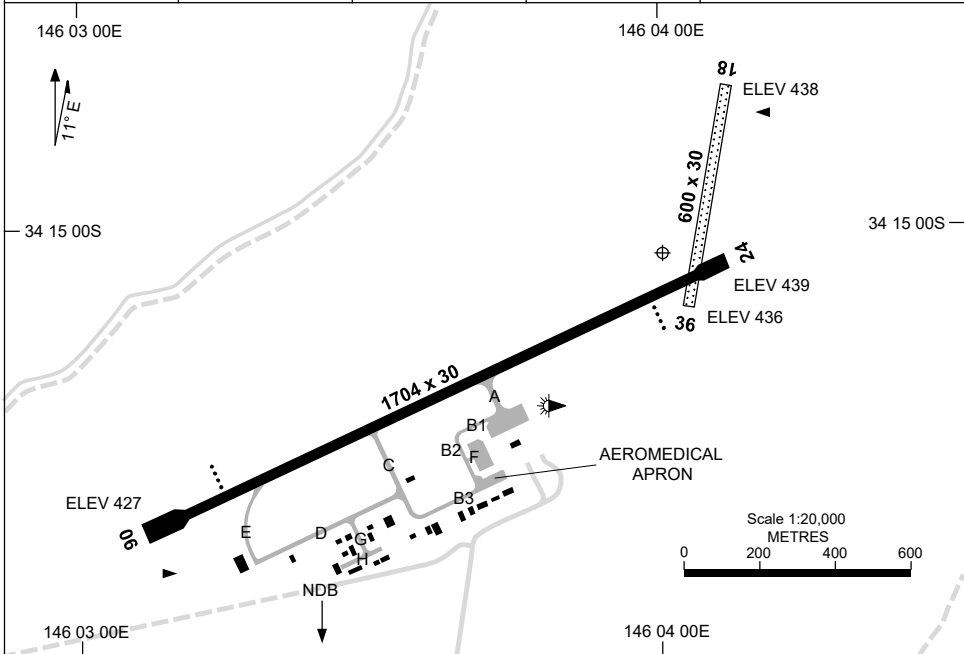 146 03 00E
146 04 00E
11° E
18
ELEV 438
600 x 30
34 15 00S
34 15 00S
24
ELEV 439
36
ELEV 436
1704 x 30
A
B1
B2
F
C
AEROMEDICAL
APRON
B3
ELEV 427
06
E
D
G
H
NDB
Scale 1:20,000
METRES
0 200 400 600
146 03 00E
146 04 00E